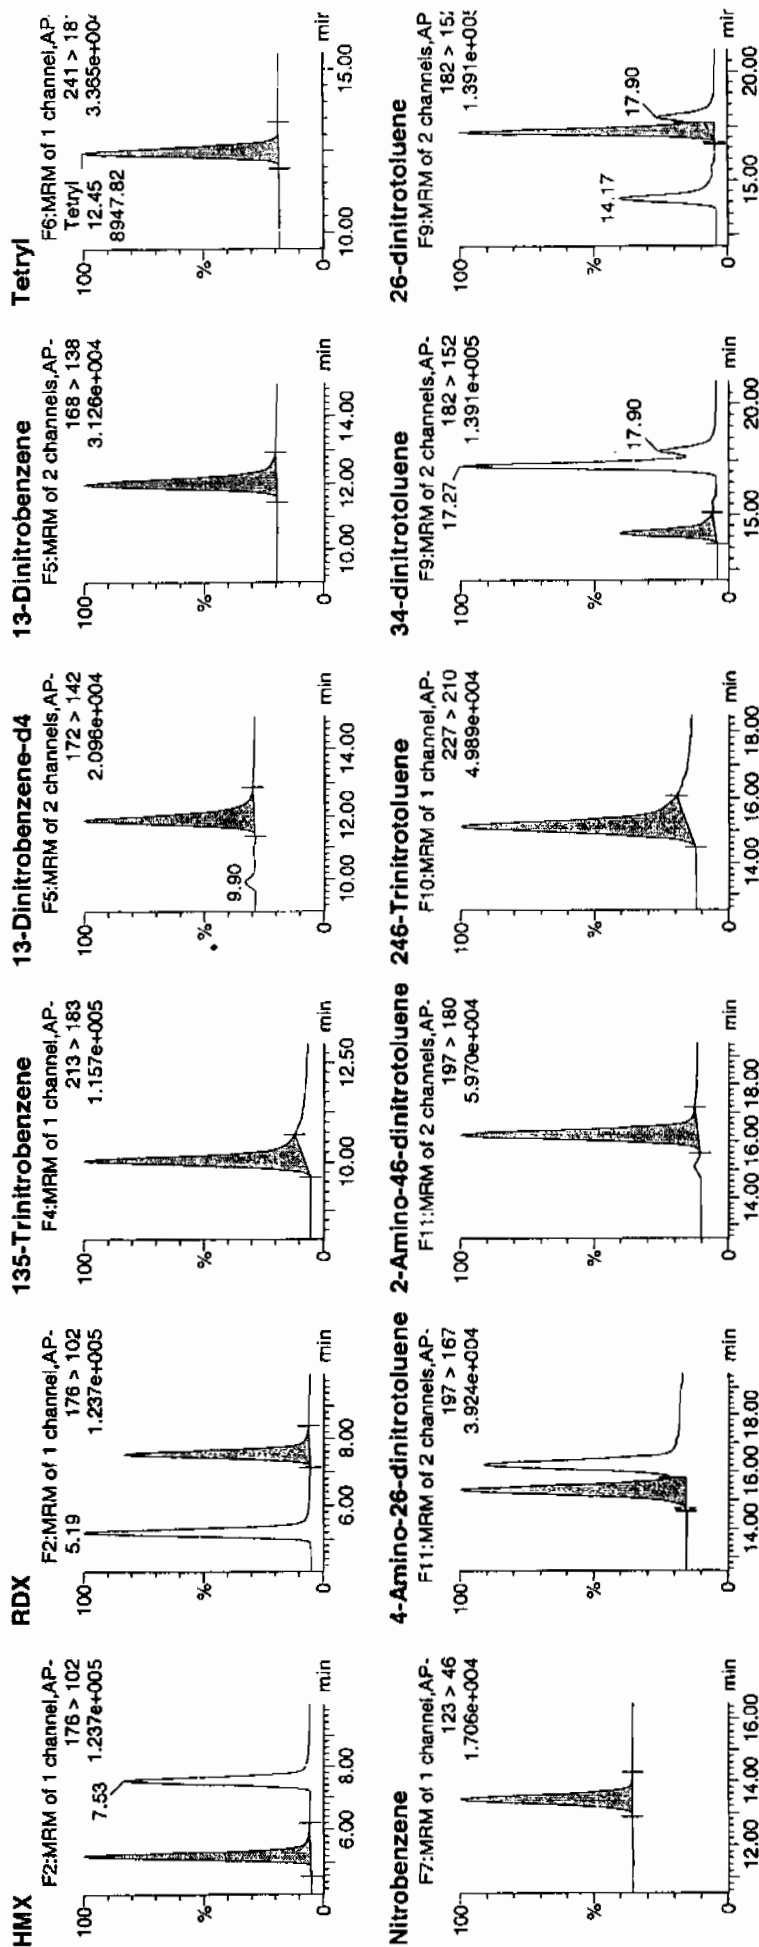 HMX
F2:MRM of 1 channel,AP-
176 > 102
1.237e+005
100
7.53
%
0
6.00
8.00
min
RDX
F2:MRM of 1 channel,AP-
176 > 102
1.237e+005
100
5.19
%
0
6.00
8.00
min
135-Trinitrobenzene
F4:MRM of 1 channel,AP-
213 > 183
1.157e+005
100
%
0
10.00
12.50
min
13-Dinitrobenzene-d4
F5:MRM of 2 channels,AP-
172 > 142
2.096e+004
100
%
9.90
0
10.00
12.00
14.00
min
13-Dinitrobenzene
F5:MRM of 2 channels,AP-
168 > 138
3.126e+004
100
%
0
10.00
12.00
14.00
min
Tetryl
F6:MRM of 1 channel,AP-
241 > 18
3.365e+00
Tetryl
12.45
8947.82
100
%
0
10.00
15.00
mir
Nitrobenzene
F7:MRM of 1 channel,AP-
123 > 46
1.706e+004
100
%
0
12.00
14.00
16.00
min
4-Amino-26-dinitrotoluene
F11:MRM of 2 channels,AP-
197 > 167
3.924e+004
100
%
0
14.00
16.00
18.00
min
2-Amino-46-dinitrotoluene
F11:MRM of 2 channels,AP-
197 > 180
5.970e+004
100
%
0
14.00
16.00
18.00
min
246-Trinitrotoluene
F10:MRM of 1 channel,AP-
227 > 210
4.989e+004
100
%
0
14.00
16.00
18.00
min
34-dinitrotoluene
F9:MRM of 2 channels,AP-
182 > 152
1.391e+005
100
17.27
17.90
%
0
15.00
20.00
min
26-dinitrotoluene
F9:MRM of 2 channels,AP
182 > 15
1.391e+005
100
14.17
17.90
%
0
15.00
20.00
mir